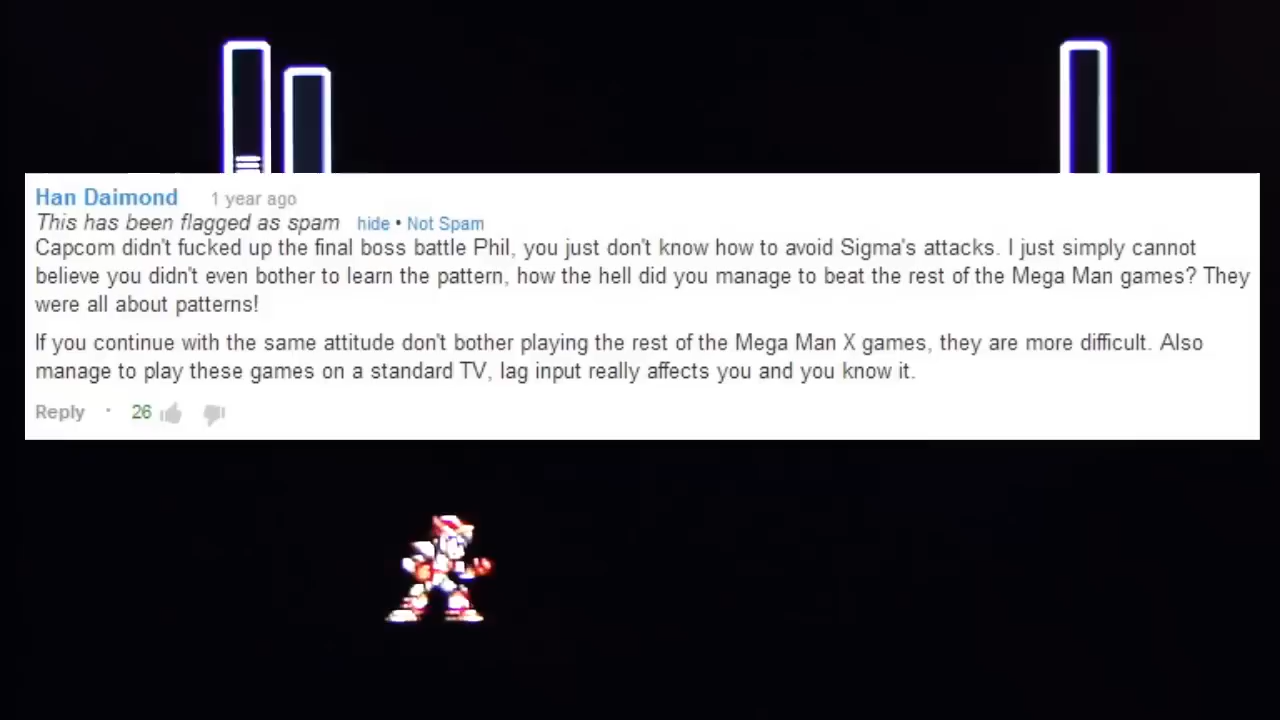 Han Daimond 1 year ago
This has been flagged as spam hide • Not Spam
Capcom didn't fucked up the final boss battle Phil, you just don't know how to avoid Sigma's attacks. I just simply cannot
believe you didn't even bother to learn the pattern, how the hell did you manage to beat the rest of the Mega Man games? They
were all about patterns!
If you continue with the same attitude don't bother playing the rest of the Mega Man X games, they are more difficult. Also
manage to play these games on a standard TV, lag input really affects you and you know it.
Reply · 26